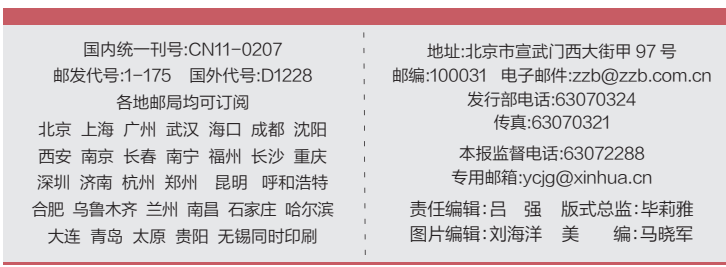 国内统一刊号:CN11-0207
邮发代号:1-175 国外代号:D1228
各地邮局均可订阅
北京 上海 广州 武汉 海口 成都 沈阳
西安 南京 长春 南宁 福州 长沙 重庆
深圳 济南 杭州 郑州 昆明 呼和浩特
合肥 乌鲁木齐 兰州 南昌 石家庄 哈尔滨
大连 青岛 太原 贵阳 无锡同时印刷
地址:北京市宣武门西大街甲 97 号
邮编:100031 电子邮件:zzb@zzb.com.cn
发行部电话:63070324
传真:63070321
本报监督电话:63072288
专用邮箱:ycjg@xinhua.cn
责任编辑:吕 强 版式总监:毕莉雅
图片编辑:刘海洋 美 编:马晓军